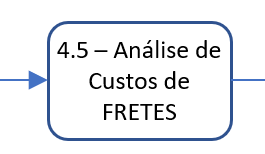 4.5 – Análise de
Custos de
FRETES